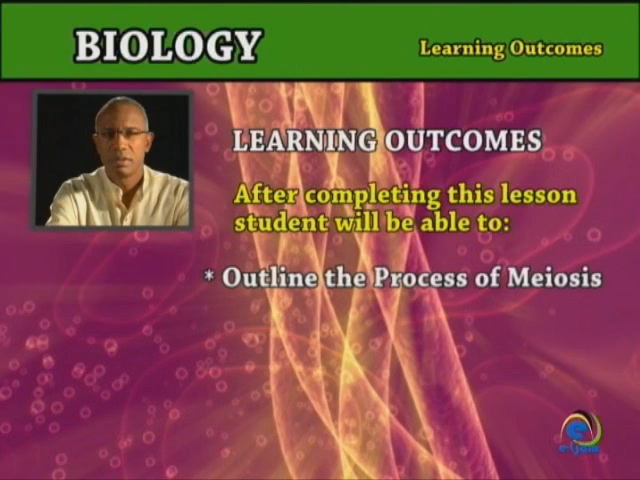 BIOLOGY
Learning Outcomes
LEARNING OUTCOMES
After completing this lesson
student will be able to:
* Outline the Process of Meiosis